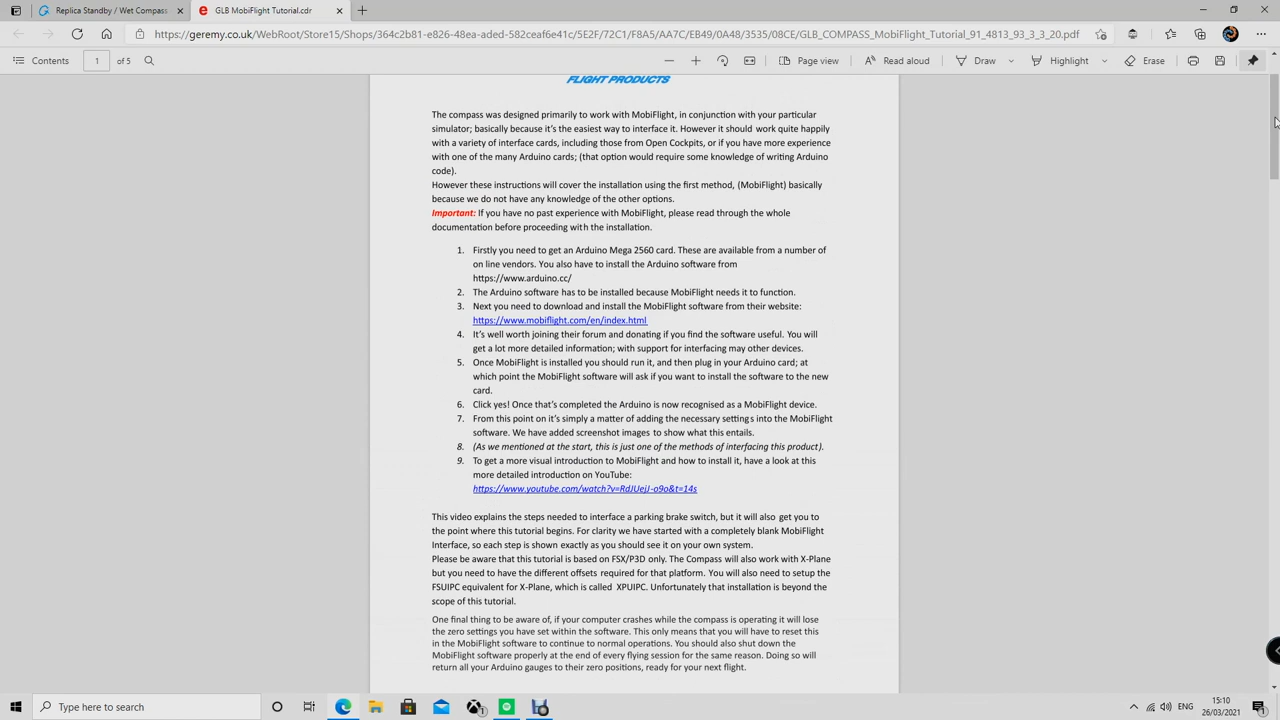 Replica Standby / Wet Compass
GLB MobiFlight Tutorial.cdr
https://geremy.co.uk/WebRoot/Store15/Shops/364c2b81-e826-48ea-aded-582ceaf6e41c/5E2F/72C1/F8A5/AA7C/EB49/0A48/3535/08CE/GLB_COMPASS_MobiFlight_Tutorial_91_4813_93_3_3_20.pdf
Contents 1 of 5 Page view Read aloud Draw Highlight Erase
FLIGHT PRODUCTS
The compass was designed primarily to work with MobiFlight, in conjunction with your particular
simulator; basically because it's the easiest way to interface it. However it should work quite happily
with a variety of interface cards, including those from Open Cockpits, or if you have more experience
with one of the many Arduino cards; (that option would require some knowledge of writing Arduino
code).
However these instructions will cover the installation using the first method, (MobiFlight) basically
because we do not have any knowledge of the other options.
Important: If you have no past experience with MobiFlight, please read through the whole
documentation before proceeding with the installation.
1. Firstly you need to get an Arduino Mega 2560 card. These are available from a number of
on line vendors. You also have to install the Arduino software from
https://www.arduino.cc/
2. The Arduino software has to be installed because MobiFlight needs it to function.
3. Next you need to download and install the MobiFlight software from their website:
https://www.mobiflight.com/en/index.html
4. It's well worth joining their forum and donating if you find the software useful. You will
get a lot more detailed information; with support for interfacing may other devices.
5. Once MobiFlight is installed you should run it, and then plug in your Arduino card; at
which point the MobiFlight software will ask if you want to install the software to the new
card.
6. Click yes! Once that's completed the Arduino is now recognised as a MobiFlight device.
7. From this point on it's simply a matter of adding the necessary settings into the MobiFlight
software. We have added screenshot images to show what this entails.
8. (As we mentioned at the start, this is just one of the methods of interfacing this product).
9. To get a more visual introduction to MobiFlight and how to install it, have a look at this
more detailed introduction on YouTube:
https://www.youtube.com/watch?v=RdJUejJ-o9o&t=14s
This video explains the steps needed to interface a parking brake switch, but it will also get you to
the point where this tutorial begins. For clarity we have started with a completely blank MobiFlight
Interface, so each step is shown exactly as you should see it on your own system.
Please be aware that this tutorial is based on FSX/P3D only. The Compass will also work with X-Plane
but you need to have the different offsets required for that platform. You will also need to setup the
FSUIPC equivalent for X-Plane, which is called XPUIPC. Unfortunately that installation is beyond the
scope of this tutorial.
One final thing to be aware of, if your computer crashes while the compass is operating it will lose
the zero settings you have set within the software. This only means that you will have to reset this
in the MobiFlight software to continue to normal operations. You should also shut down the
MobiFlight software properly at the end of every flying session for the same reason. Doing so will
return all your Arduino gauges to their zero positions, ready for your next flight.
Type here to search
ENG
15:10
26/03/2021